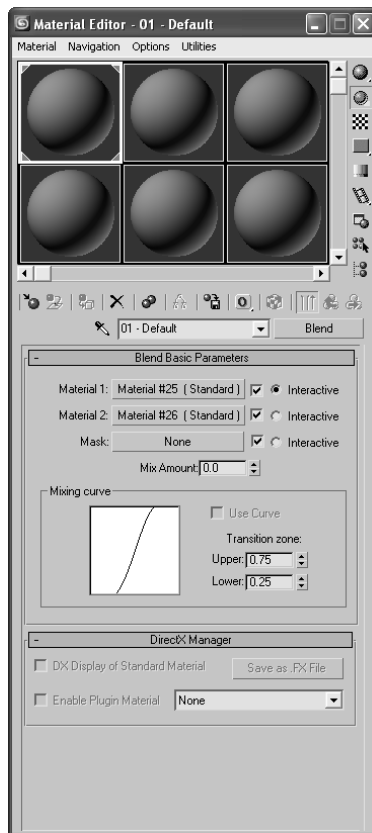 Material Editor - 01 - Default
Material Navigation Options Utilities
01 - Default Blend
- Blend Basic Parameters
Material 1: Material #25 ( Standard ) Interactive
Material 2: Material #26 ( Standard ) Interactive
Mask: None Interactive
Mix Amount: 0.0
Mixing curve
Use Curve
Transition zone:
Upper: 0.75
Lower: 0.25
- DirectX Manager
DX Display of Standard Material Save as .FX File
Enable Plugin Material None